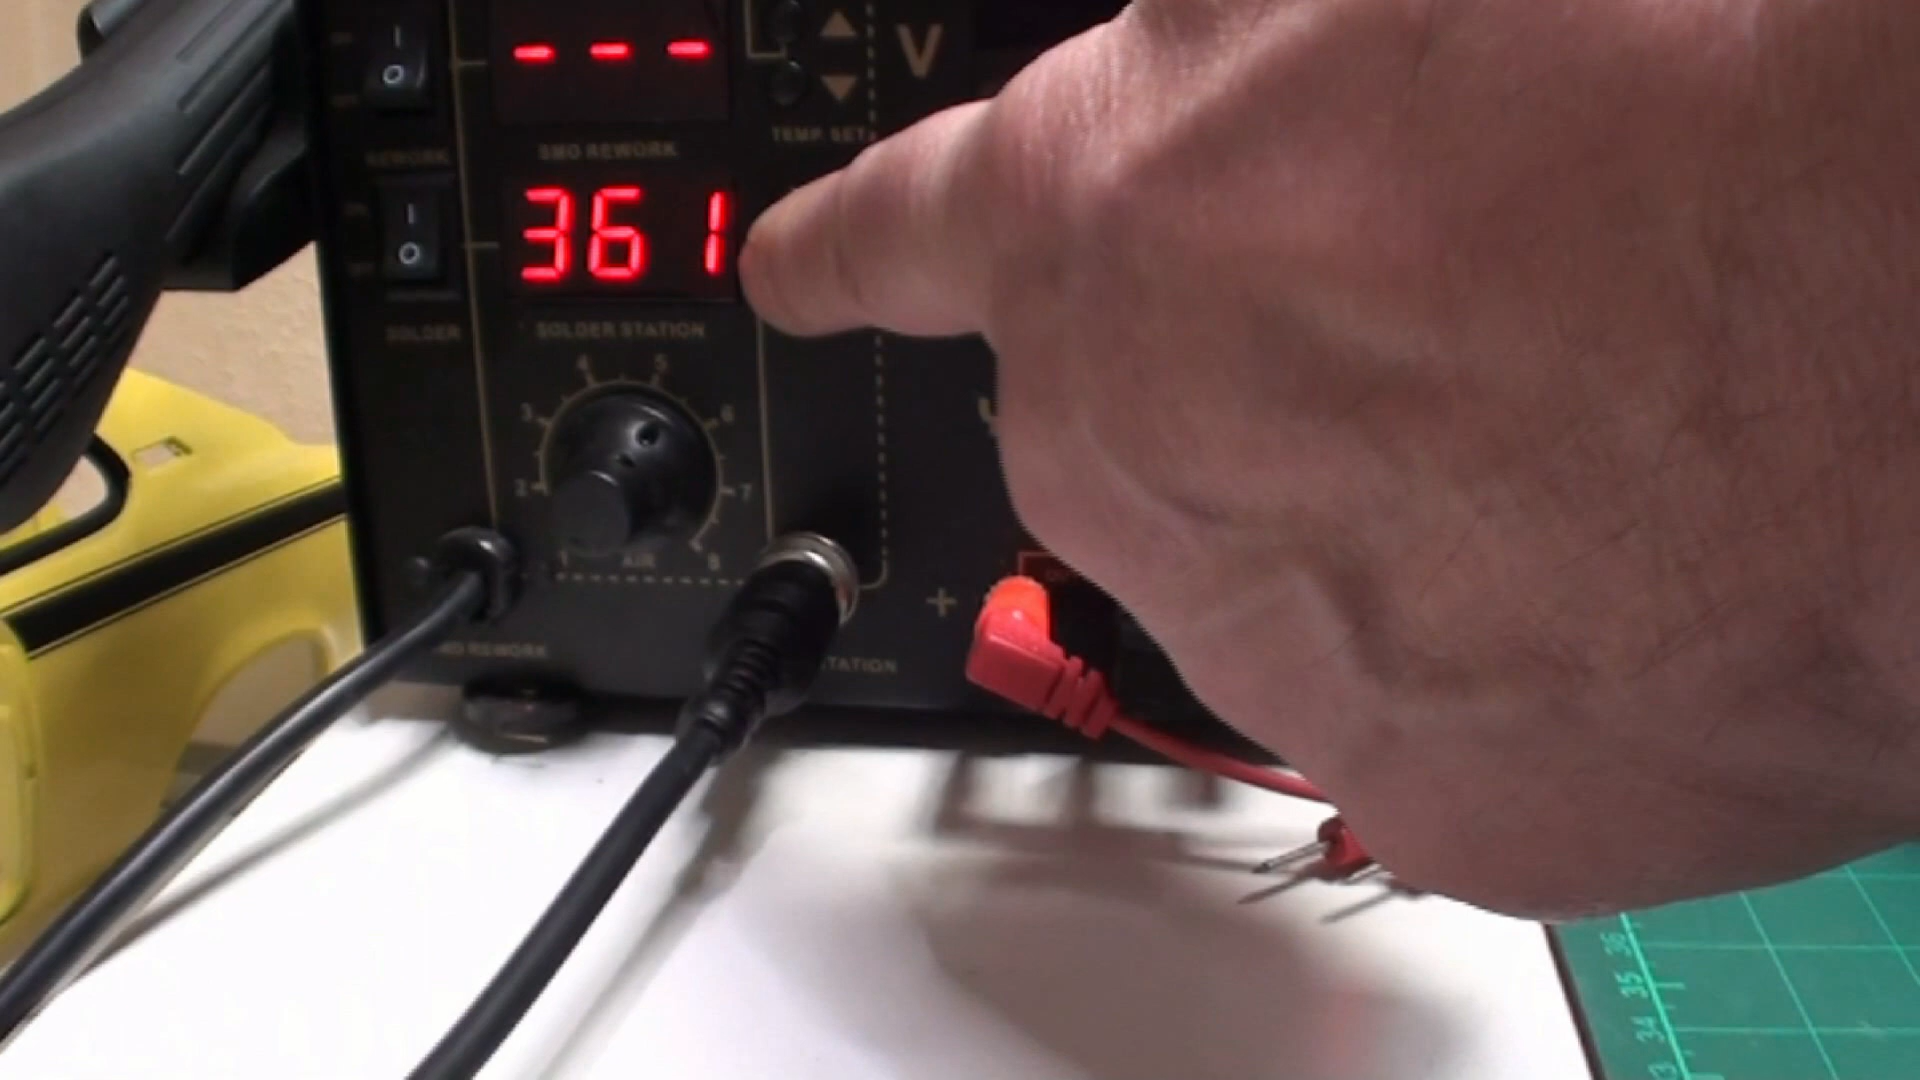 I
O
- - -
V
TEMP SET
REWORK
SMD REWORK
I
O
361
SOLDER
SOLDER STATION
4 5
3 6
2 7
1 AIR 8
+
REWORK
STATION
36
35
34